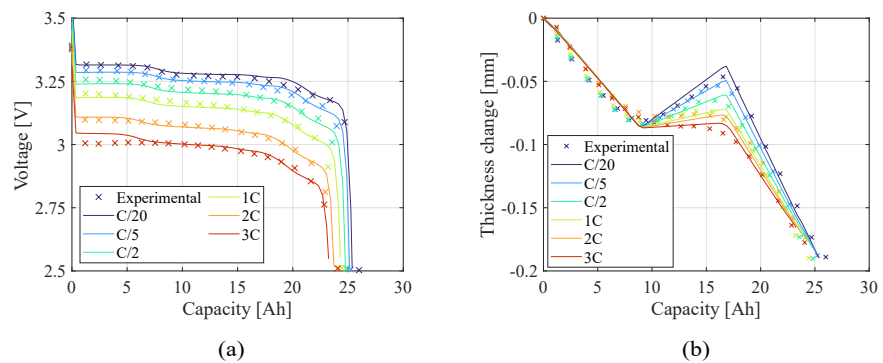 3.5
3.25
3
2.75
2.5
Voltage [V]
Experimental
C/20
C/5
C/2
1C
2C
3C
0 5 10 15 20 25 30
Capacity [Ah]
(a)
0
-0.05
-0.1
-0.15
-0.2
Thickness change [mm]
Experimental
C/20
C/5
C/2
1C
2C
3C
0 5 10 15 20 25 30
Capacity [Ah]
(b)